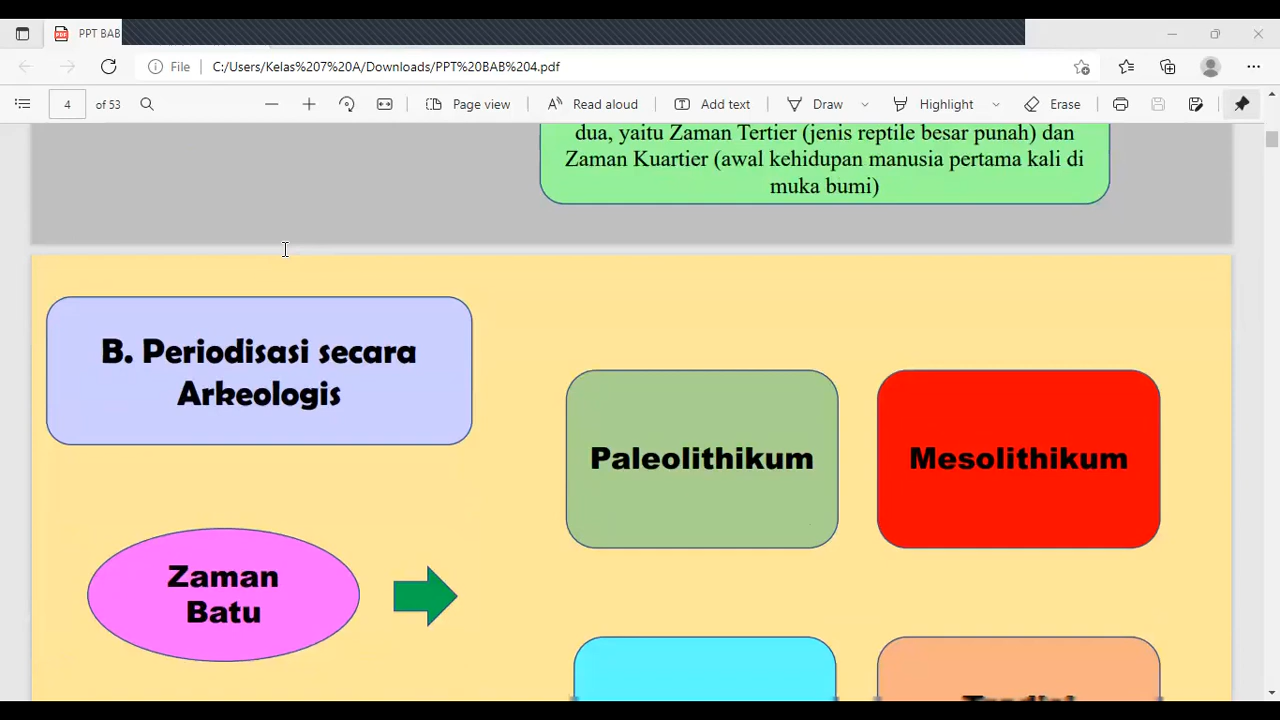 PPT BAB
File
C:/Users/Kelas%207%20A/Downloads/PPT%20BAB%204.pdf
4 of 53
Page view
Read aloud
Add text
Draw
Highlight
Erase
dua, yaitu Zaman Tertier (jenis reptile besar punah) dan
Zaman Kuartier (awal kehidupan manusia pertama kali di
muka bumi)
B. Periodisasi secara
Arkeologis
Paleolithikum
Mesolithikum
Zaman
Batu